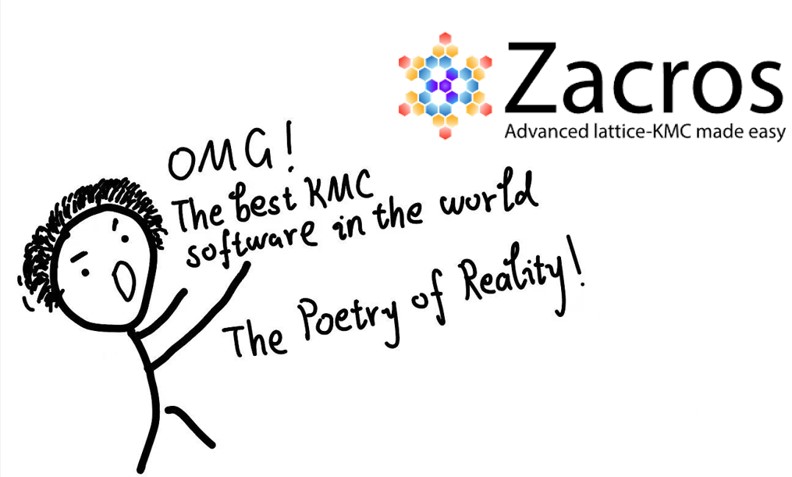 Zacros
Advanced lattice-KMC made easy
OMG!
The best KMC
software in the world
The Poetry of Reality!